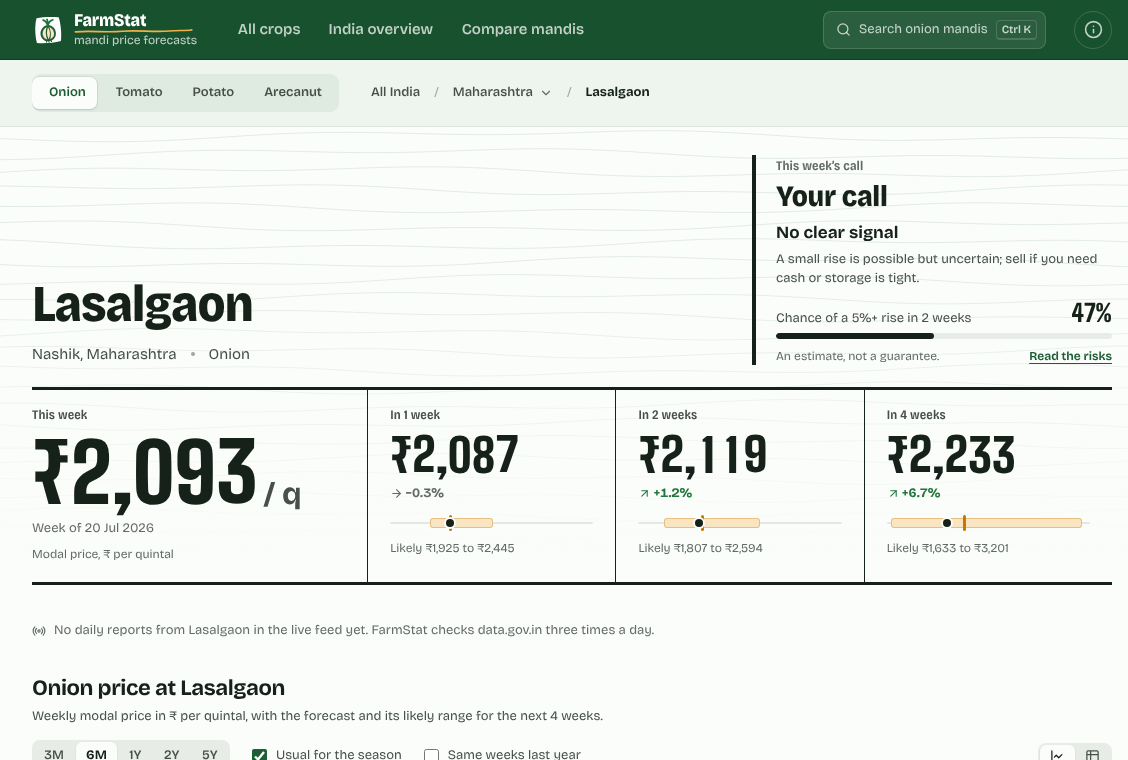 FarmStat
mandi price forecasts
All crops
India overview
Compare mandis
Search onion mandis
Ctrl K
Onion
Tomato
Potato
Arecanut
All India / Maharashtra / Lasalgaon
This week's call
Your call
No clear signal
A small rise is possible but uncertain; sell if you need
cash or storage is tight.
Chance of a 5%+ rise in 2 weeks 47%
An estimate, not a guarantee. Read the risks
Lasalgaon
Nashik, Maharashtra • Onion
This week
₹2,093 / q
Week of 20 Jul 2026
Modal price, ₹ per quintal
In 1 week
₹2,087
→ −0.3%
Likely ₹1,925 to ₹2,445
In 2 weeks
₹2,119
↗ +1.2%
Likely ₹1,807 to ₹2,594
In 4 weeks
₹2,233
↗ +6.7%
Likely ₹1,633 to ₹3,201
No daily reports from Lasalgaon in the live feed yet. FarmStat checks data.gov.in three times a day.
Onion price at Lasalgaon
Weekly modal price in ₹ per quintal, with the forecast and its likely range for the next 4 weeks.
3M 6M 1Y 2Y 5Y
Usual for the season
Same weeks last year